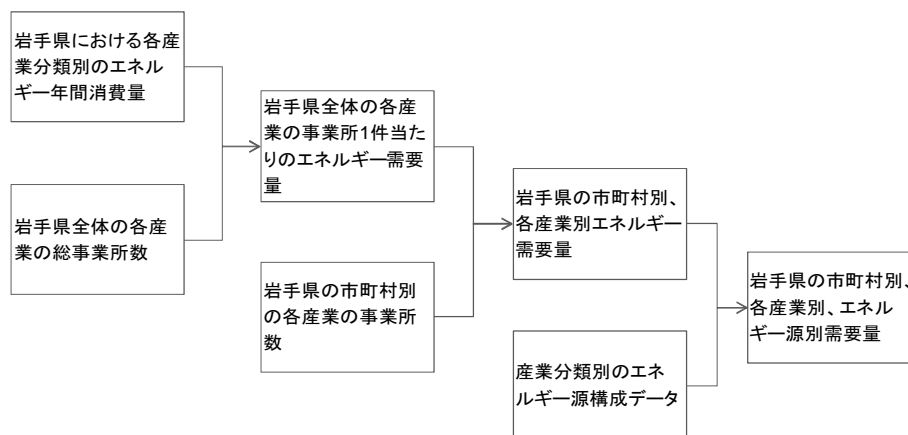 岩手県における各産
業分類別のエネル
ギー年間消費量
岩手県全体の各産
業の総事業所数
岩手県全体の各産
業の事業所1件当た
りのエネルギー需要
量
岩手県の市町村別
の各産業の事業所
数
岩手県の市町村別、
各産業別エネルギー
需要量
産業分類別のエネ
ルギー源構成データ
岩手県の市町村別、
各産業別、エネル
ギー源別需要量